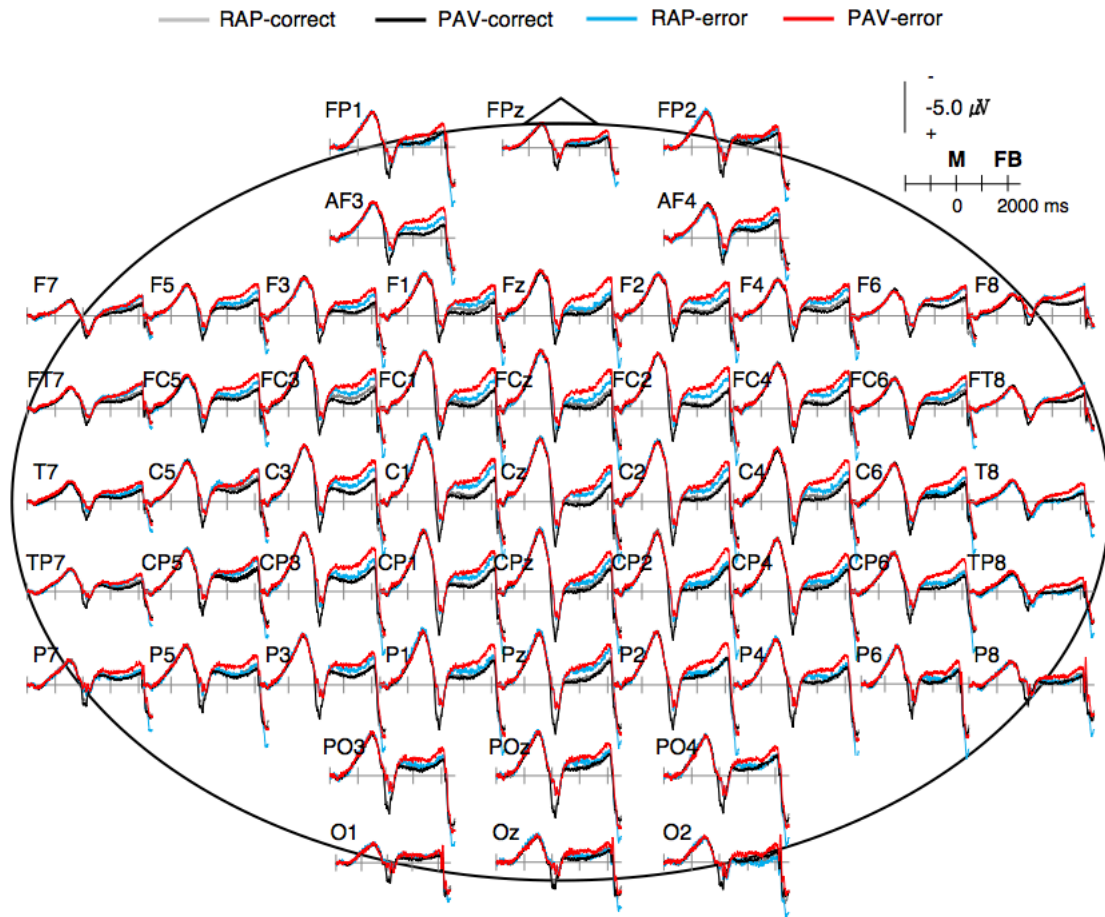 RAP-correct PAV-correct RAP-error PAV-error
-
-5.0 μV
+
M FB
0 2000 ms
FP1 FPz FP2
AF3 AF4
F7 F5 F3 F1 Fz F2 F4 F6 F8
FT7 FC5 FC3 FC1 FCz FC2 FC4 FC6 FT8
T7 C5 C3 C1 Cz C2 C4 C6 T8
TP7 CP5 CP3 CP1 CPz CP2 CP4 CP6 TP8
P7 P5 P3 P1 Pz P2 P4 P6 P8
PO3 POz PO4
O1 Oz O2